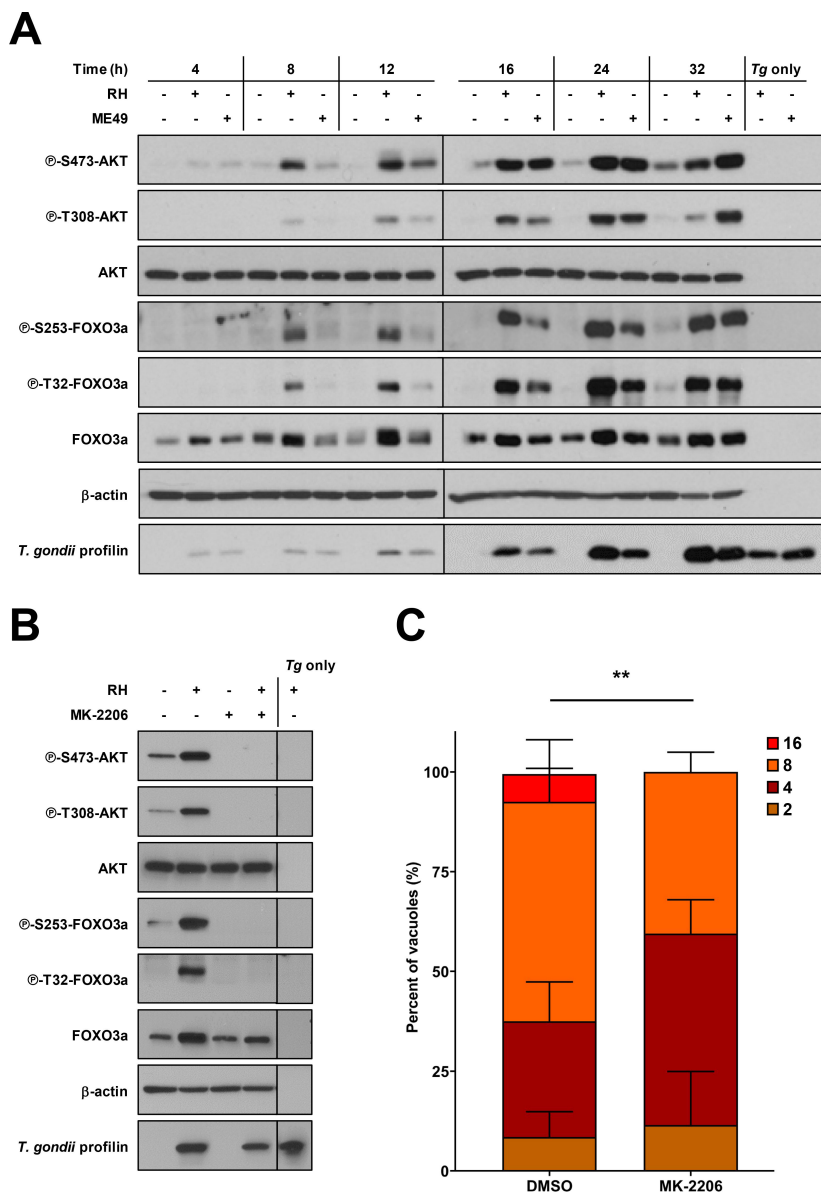 A
Time (h) 4 8 12 16 24 32 Tg only
RH - + - - + - - + - - + - - + - - + - + -
ME49 - - + - - + - - + - - + - - + - - + - +
Ⓟ-S473-AKT
Ⓟ-T308-AKT
AKT
Ⓟ-S253-FOXO3a
Ⓟ-T32-FOXO3a
FOXO3a
β-actin
T. gondii profilin
B
Tg only
RH - + - + +
MK-2206 - - + + -
Ⓟ-S473-AKT
Ⓟ-T308-AKT
AKT
Ⓟ-S253-FOXO3a
Ⓟ-T32-FOXO3a
FOXO3a
β-actin
T. gondii profilin
C
**
16
8
4
2
Percent of vacuoles (%)
100
75
50
25
0
DMSO MK-2206